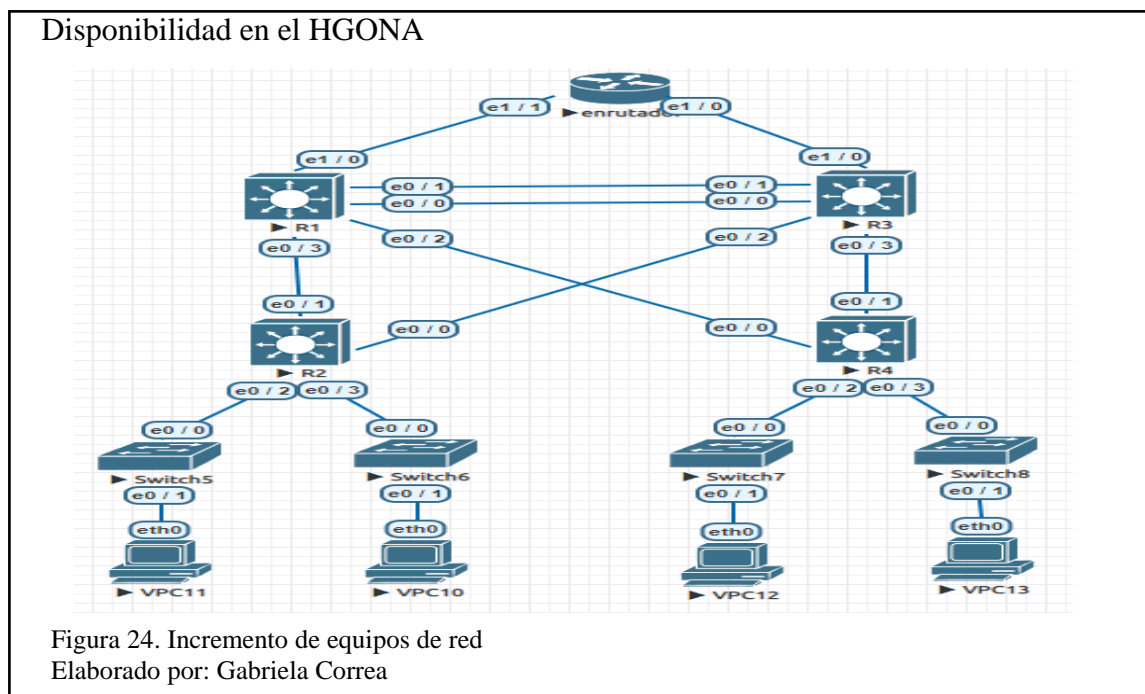 Disponibilidad en el HGONA
e1 / 1
enrutador
e1 / 0
e1 / 0
e1 / 0
e0 / 1
e0 / 1
e0 / 0
e0 / 0
R1
R3
e0 / 2
e0 / 2
e0 / 3
e0 / 3
e0 / 1
e0 / 1
e0 / 0
e0 / 0
R2
R4
e0 / 2
e0 / 3
e0 / 2
e0 / 3
e0 / 0
e0 / 0
e0 / 0
e0 / 0
Switch5
Switch6
Switch7
Switch8
e0 / 1
e0 / 1
e0 / 1
e0 / 1
eth0
eth0
eth0
eth0
VPC11
VPC10
VPC12
VPC13
Figura 24. Incremento de equipos de red
Elaborado por: Gabriela Correa